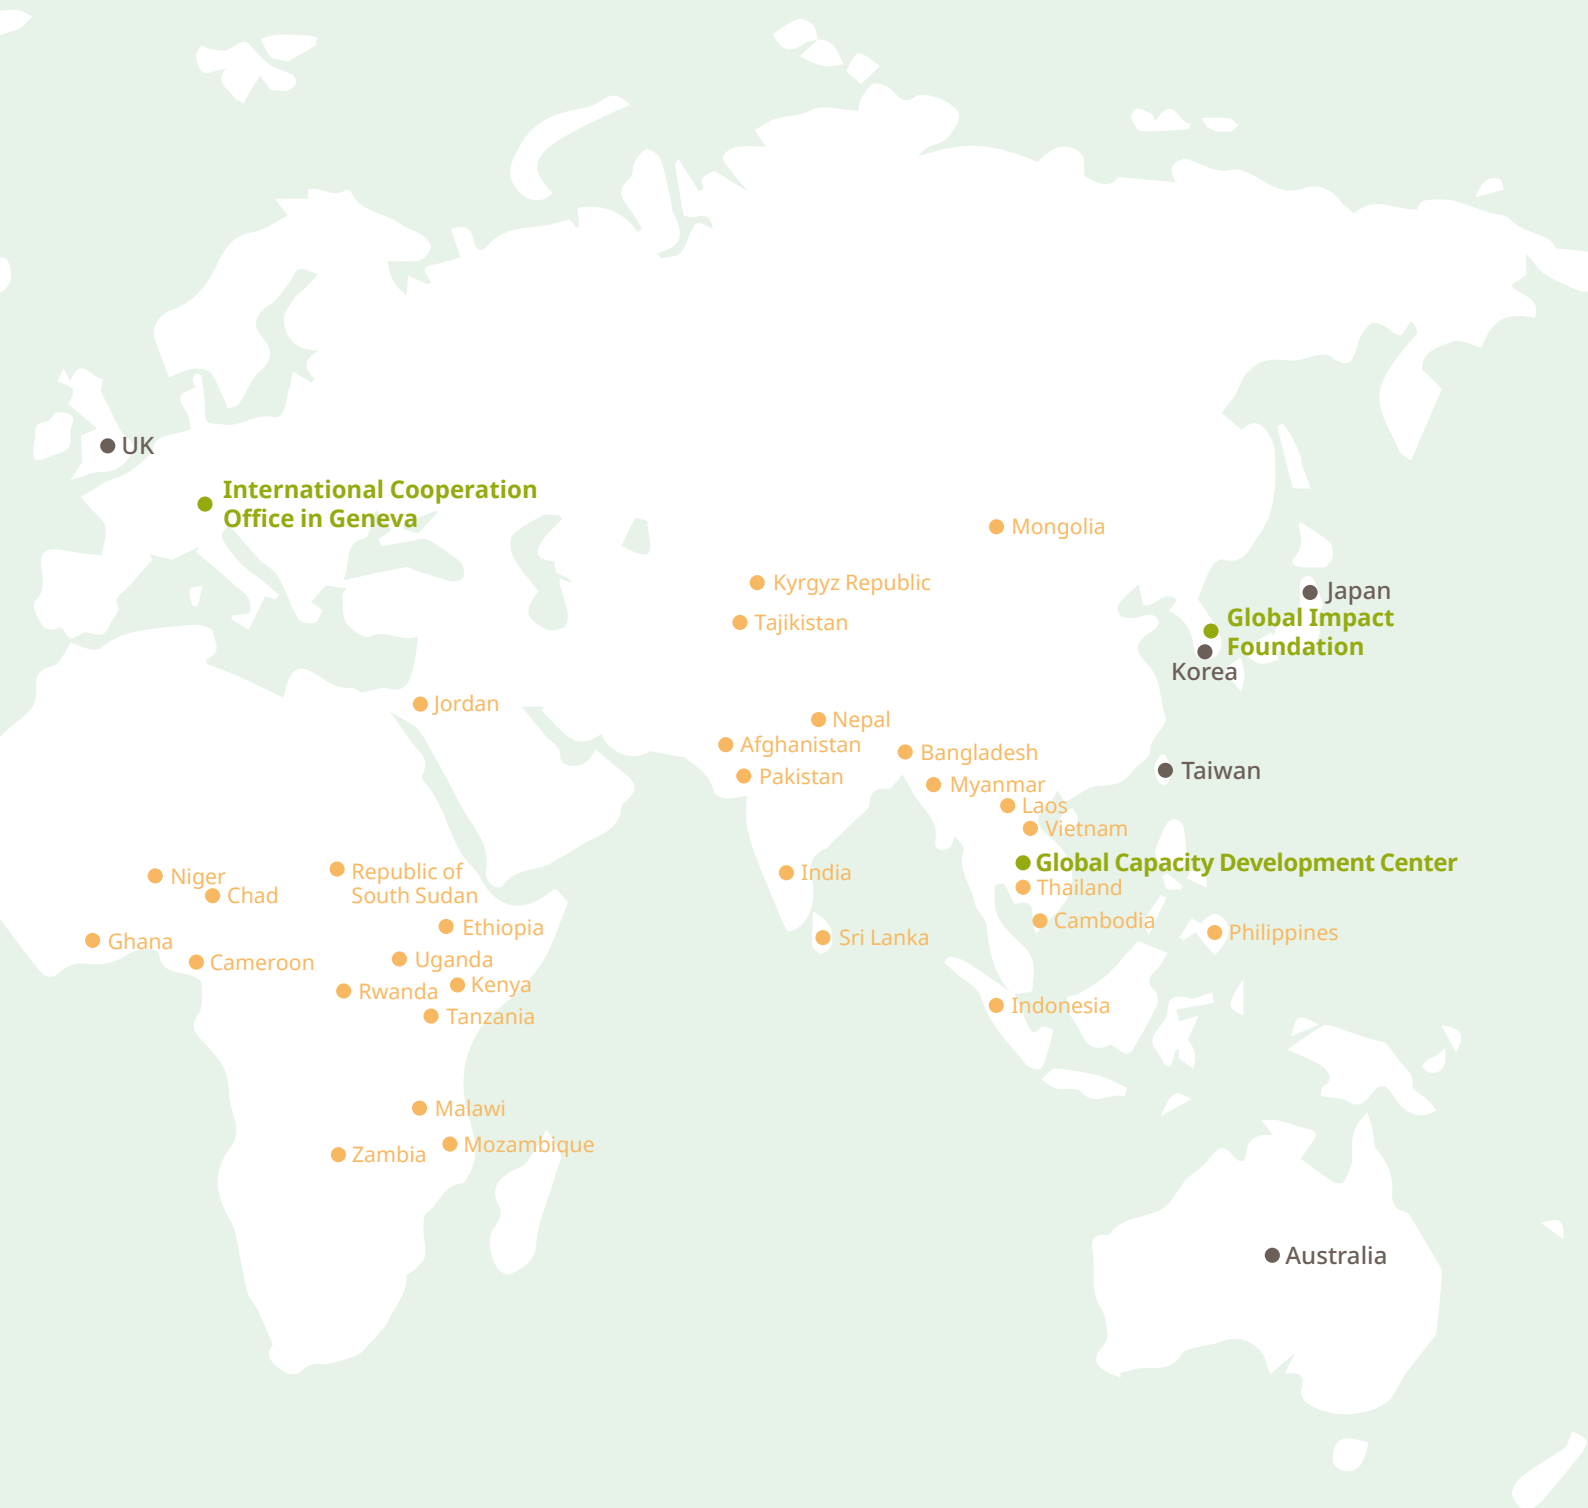 UK
International Cooperation
Office in Geneva
Mongolia
Kyrgyz Republic
Japan
Tajikistan
Global Impact
Foundation
Korea
Jordan
Nepal
Afghanistan
Bangladesh
Taiwan
Pakistan
Myanmar
Laos
Vietnam
Global Capacity Development Center
Niger
Republic of
South Sudan
India
Thailand
Chad
Ethiopia
Cambodia
Philippines
Ghana
Sri Lanka
Cameroon
Uganda
Kenya
Rwanda
Indonesia
Tanzania
Malawi
Mozambique
Zambia
Australia